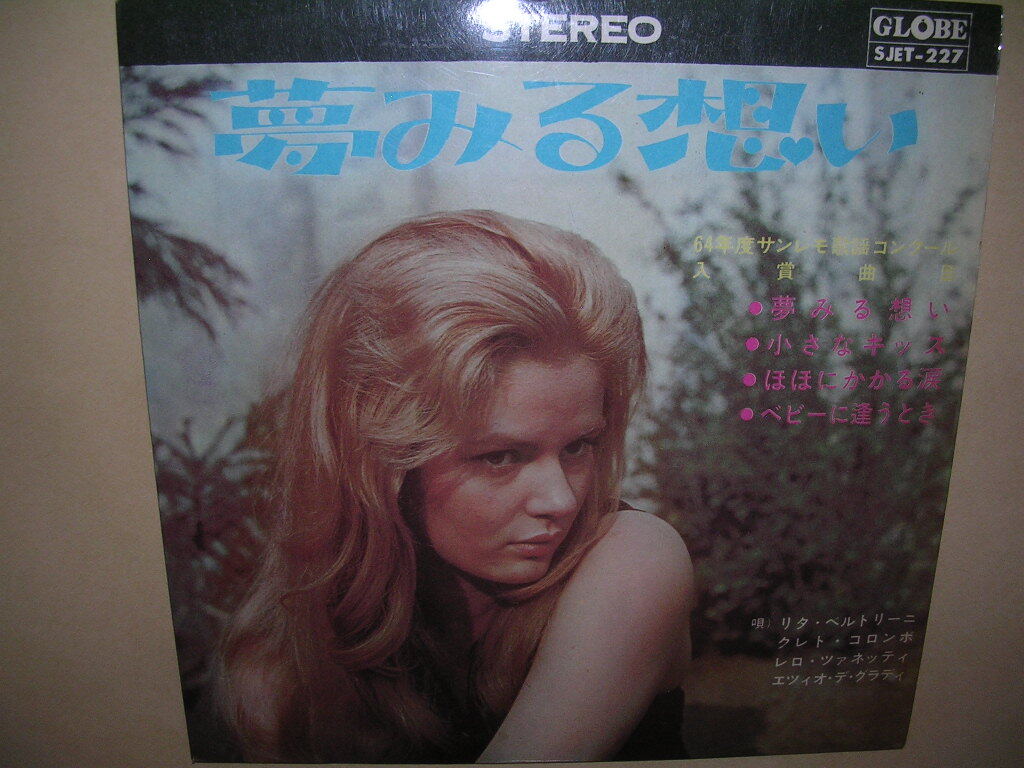 STEREO
GLOBE
SJET-227
夢みる想い
64年度サンレモ歌謡コンクール
入賞曲
●夢みる想い
●小さなキッス
●ほほにかかる涙
●ベビーに逢うとき
唄)リタ・ベルトリーニ
クレト・コロンボ
レロ・ツァネッティ
エツィオ・デ・グラディ